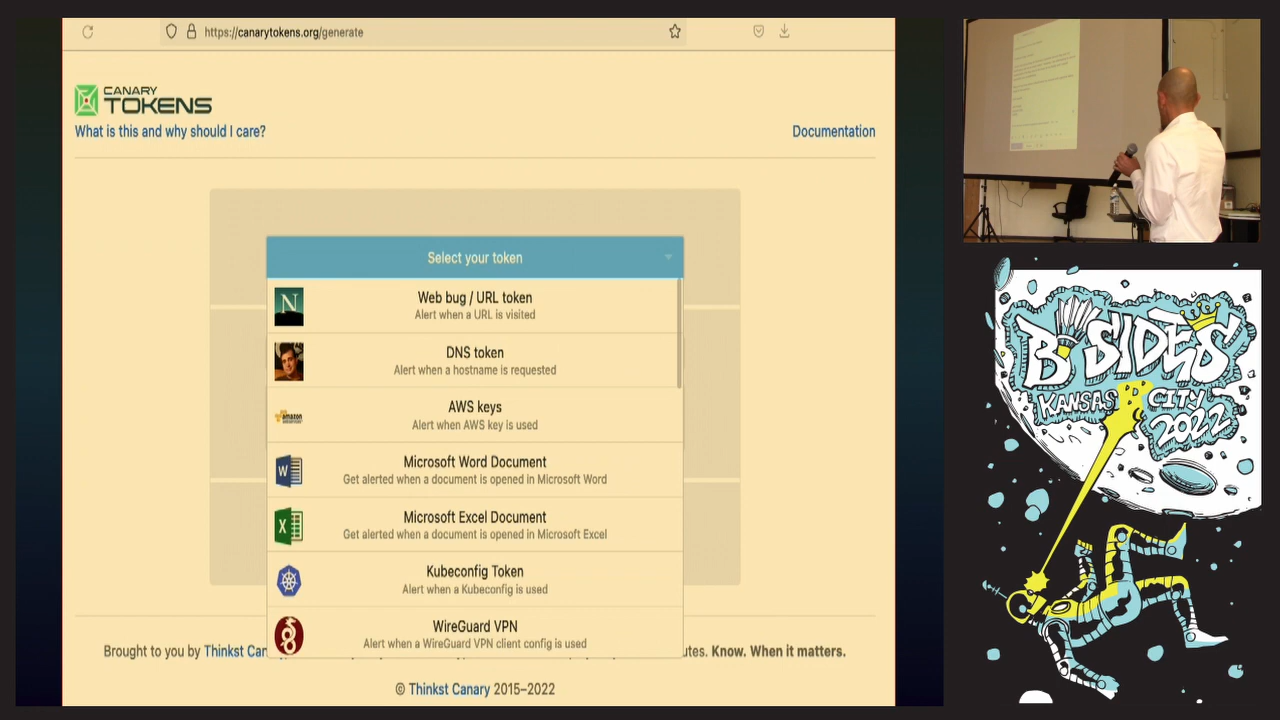 https://canarytokens.org/generate
CANARY
TOKENS
What is this and why should I care?
Documentation
Select your token
Web bug / URL token
Alert when a URL is visited
DNS token
Alert when a hostname is requested
amazon
AWS keys
Alert when AWS key is used
Microsoft Word Document
Get alerted when a document is opened in Microsoft Word
Microsoft Excel Document
Get alerted when a document is opened in Microsoft Excel
Kubeconfig Token
Alert when a Kubeconfig is used
WireGuard VPN
Alert when a WireGuard VPN client config is used
Brought to you by Thinkst Can
utes. Know. When it matters.
© Thinkst Canary 2015–2022
BSIDES
KANSAS CITY
2022